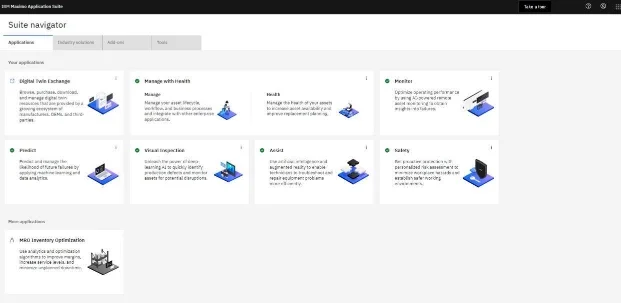 IBM Maximo Application Suite
Take a tour
Suite navigator
Applications
Industry solutions
Add-ons
Tools
Your applications
Digital Twin Exchange
Browse, purchase, download,
and manage digital twin
resources that are provided by a
growing ecosystem of
manufacturers, OEMs, and third
parties.
Manage with Health
Manage
Manage your asset lifecycle,
workflow, and business processes
and integrate with other enterprise
applications.
Health
Manage the health of your assets
to increase asset availability and
improve replacement planning.
Monitor
Optimize operating performance
by using AI-powered remote
asset monitoring to obtain
insights into failures.
Predict
Predict and manage the
likelihood of future failures by
applying machine learning and
data analytics.
Visual Inspection
Unleash the power of deep
learning AI to quickly identify
production defects and monitor
assets for potential disruptions.
Assist
Use artificial intelligence and
augmented reality to enable
technicians to troubleshoot and
repair equipment problems
more efficiently.
Safety
Get proactive protection with
personalized risk assessment to
minimize workplace hazards and
establish safer working
environments.
More applications
MRO Inventory Optimization
Use analytics and optimization
algorithms to improve margins,
increase service levels, and
minimize unplanned downtime.